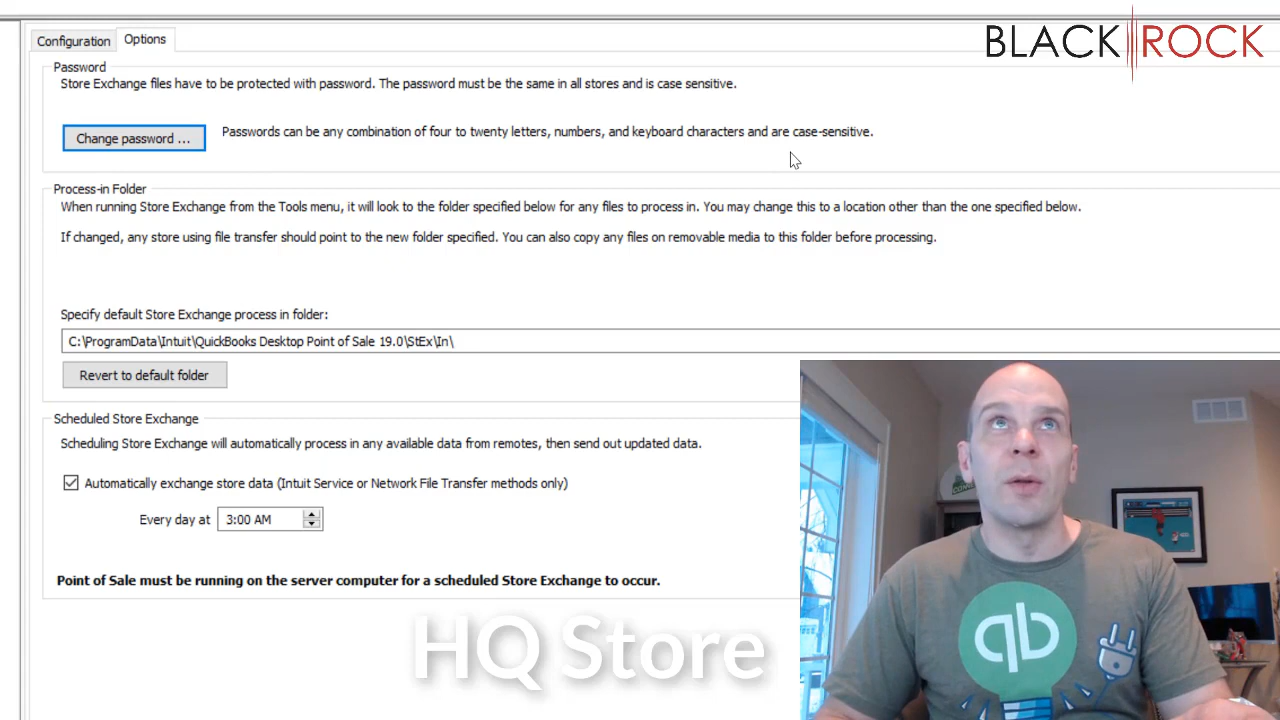 BLACK ROCK
Configuration
Options
Password
Store Exchange files have to be protected with password. The password must be the same in all stores and is case sensitive.
Change password ...
Passwords can be any combination of four to twenty letters, numbers, and keyboard characters and are case-sensitive.
Process-in Folder
When running Store Exchange from the Tools menu, it will look to the folder specified below for any files to process in. You may change this to a location other than the one specified below.
If changed, any store using file transfer should point to the new folder specified. You can also copy any files on removable media to this folder before processing.
Specify default Store Exchange process in folder:
C:\ProgramData\Intuit\QuickBooks Desktop Point of Sale 19.0\StEx\In\
Revert to default folder
Scheduled Store Exchange
Scheduling Store Exchange will automatically process in any available data from remotes, then send out updated data.
Automatically exchange store data (Intuit Service or Network File Transfer methods only)
Every day at 3:00 AM
Point of Sale must be running on the server computer for a scheduled Store Exchange to occur.
HQ Store
qb